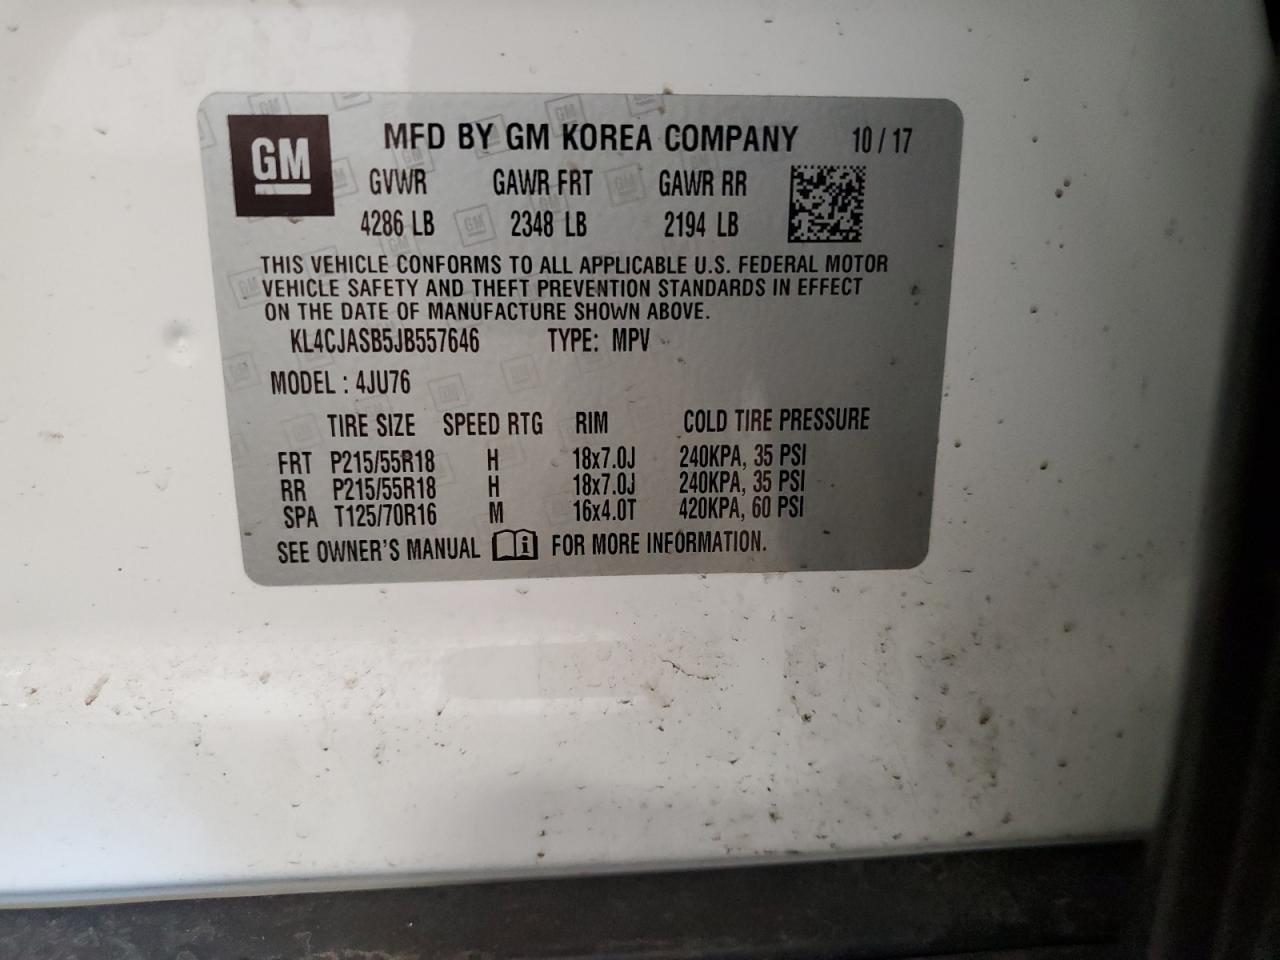 GM MFD BY GM KOREA COMPANY 10/17
GVWR GAWR FRT GAWR RR
4286 LB 2348 LB 2194 LB
THIS VEHICLE CONFORMS TO ALL APPLICABLE U.S. FEDERAL MOTOR
VEHICLE SAFETY AND THEFT PREVENTION STANDARDS IN EFFECT
ON THE DATE OF MANUFACTURE SHOWN ABOVE.
KL4CJASB5JB557646 TYPE: MPV
MODEL : 4JU76
TIRE SIZE SPEED RTG RIM COLD TIRE PRESSURE
FRT P215/55R18 H 18x7.0J 240KPA, 35 PSI
RR P215/55R18 H 18x7.0J 240KPA, 35 PSI
SPA T125/70R16 M 16x4.0T 420KPA, 60 PSI
SEE OWNER'S MANUAL FOR MORE INFORMATION.